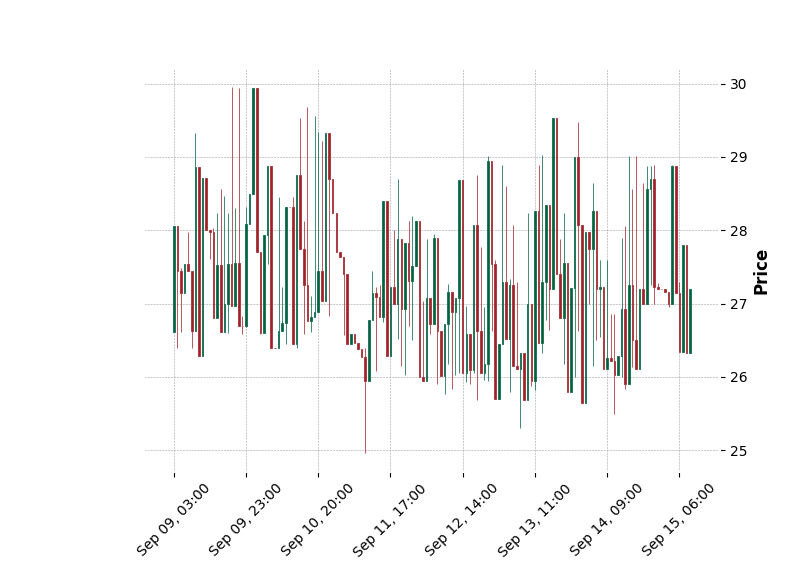 30
29
28
27
26
25
Price
Sep 09, 03:00
Sep 09, 23:00
Sep 10, 20:00
Sep 11, 17:00
Sep 12, 14:00
Sep 13, 11:00
Sep 14, 09:00
Sep 15, 06:00